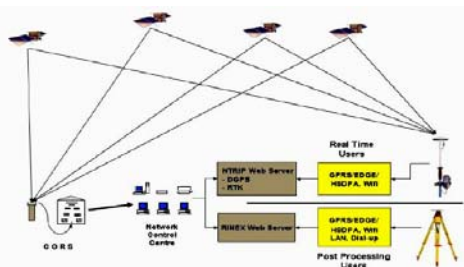 Real Time
Users
NTRIP Web Server
- DGPS
- RTK
GPRS/EDGE/
HSDPA, Wifi
CORS
Network
Control
Centre
RINEX Web Server
GPRS/EDGE/
HSDPA, Wifi
LAN, Dial-up
Post Processing
Users